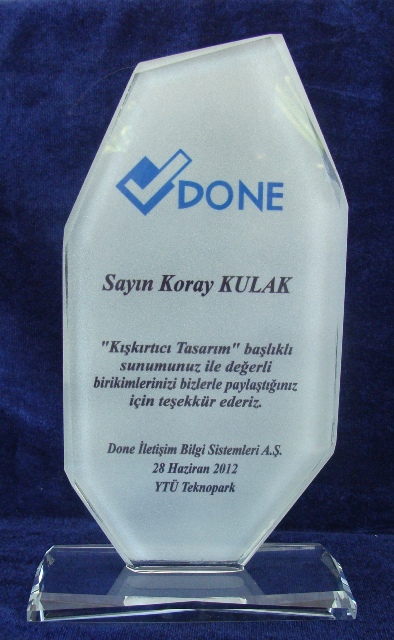 DONE
Sayın Koray KULAK
"Kışkırtıcı Tasarım" başlıklı
sunumunuz ile değerli
birikimlerinizi bizlerle paylaştığınız
için teşekkür ederiz.
Done İletişim Bilgi Sistemleri A.Ş.
28 Haziran 2012
YTÜ Teknopark